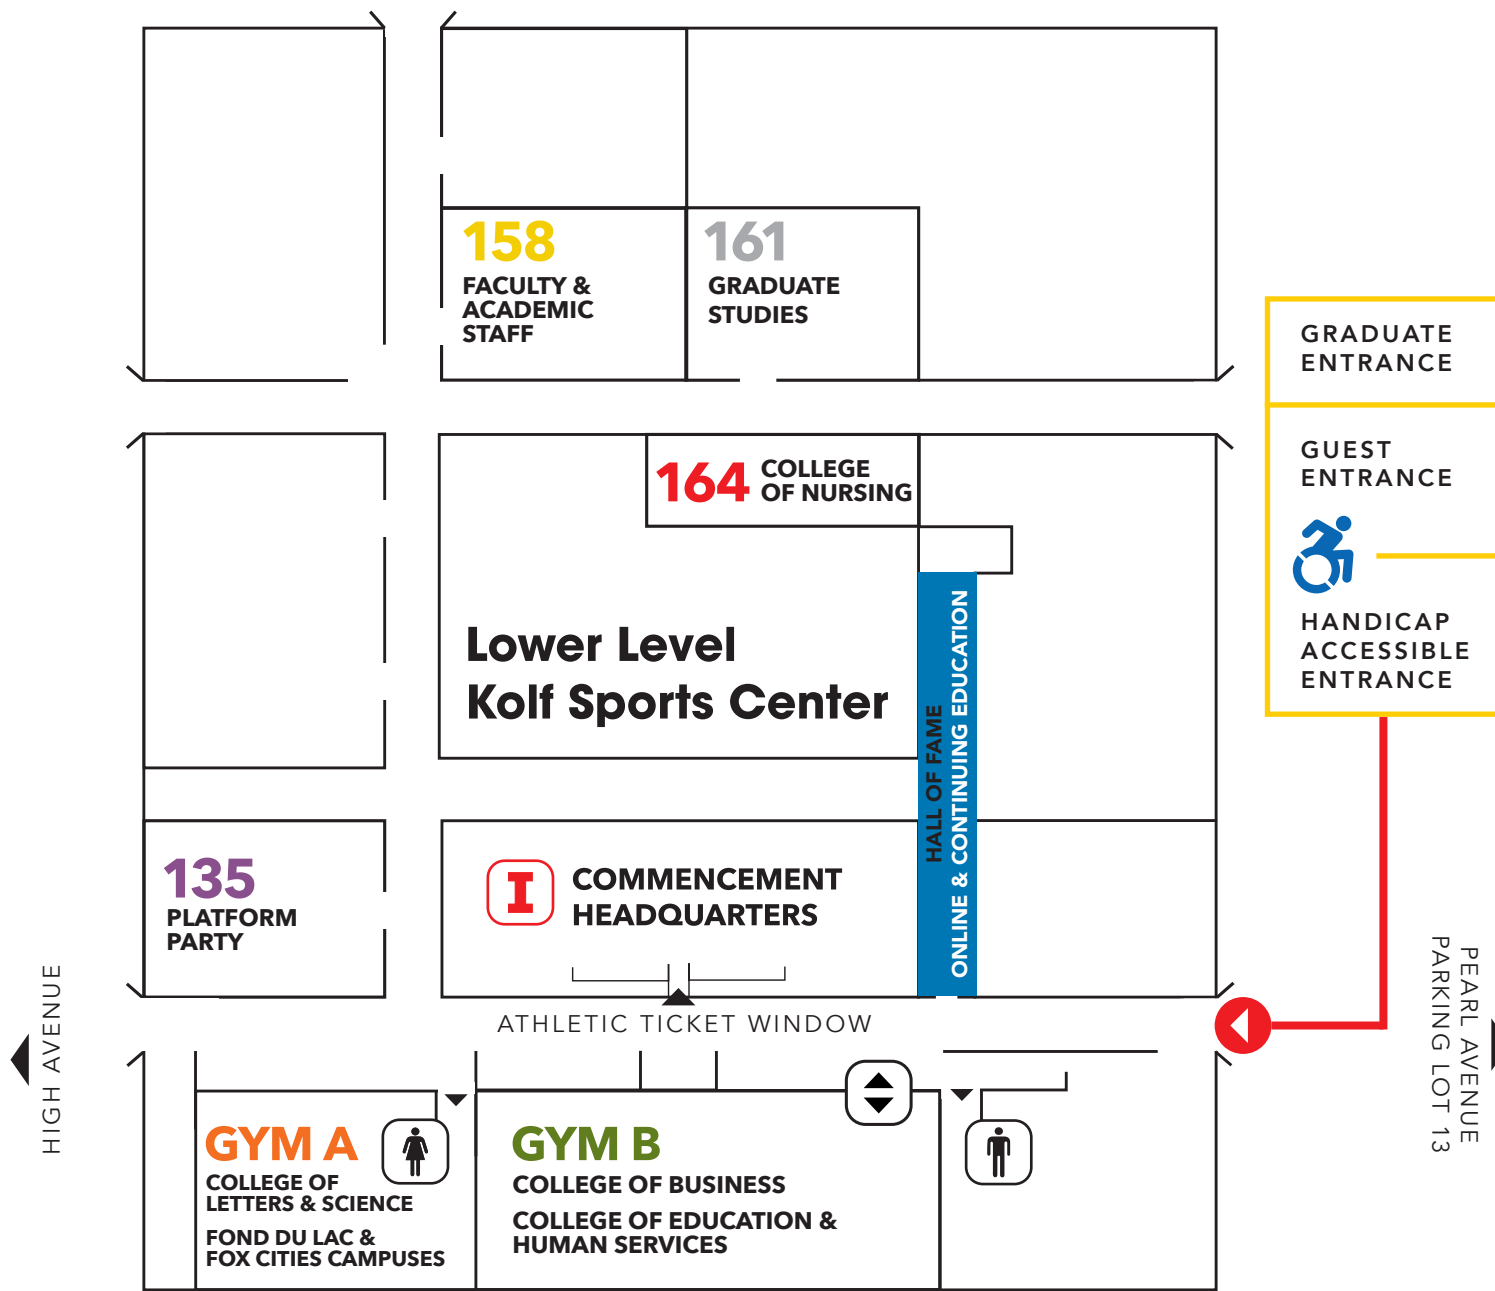 158
FACULTY &
ACADEMIC
STAFF
161
GRADUATE
STUDIES
GRADUATE
ENTRANCE
GUEST
ENTRANCE
HANDICAP
ACCESSIBLE
ENTRANCE
164
COLLEGE
OF NURSING
Lower Level
Kolf Sports Center
HALL OF FAME
ONLINE & CONTINUING EDUCATION
135
PLATFORM
PARTY
I
COMMENCEMENT
HEADQUARTERS
ATHLETIC TICKET WINDOW
HIGH AVENUE
PEARL AVENUE
PARKING LOT 13
GYM A
COLLEGE OF
LETTERS & SCIENCE
FOND DU LAC &
FOX CITIES CAMPUSES
GYM B
COLLEGE OF BUSINESS
COLLEGE OF EDUCATION &
HUMAN SERVICES